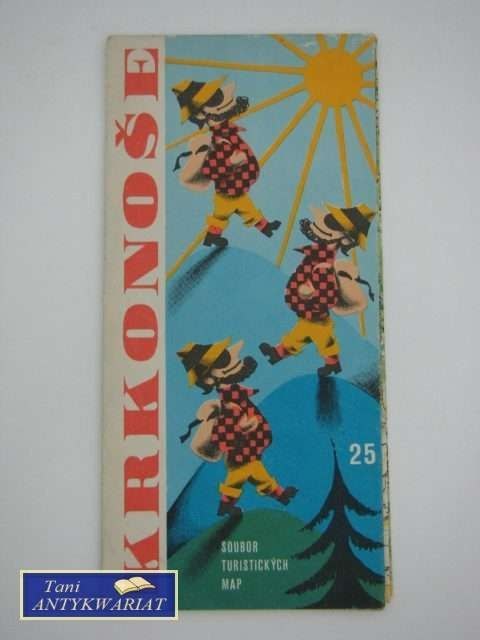 KRKONOŠE
25
SOUBOR
TURISTICKÝCH
MAP
Tani
ANTYKWARIAT